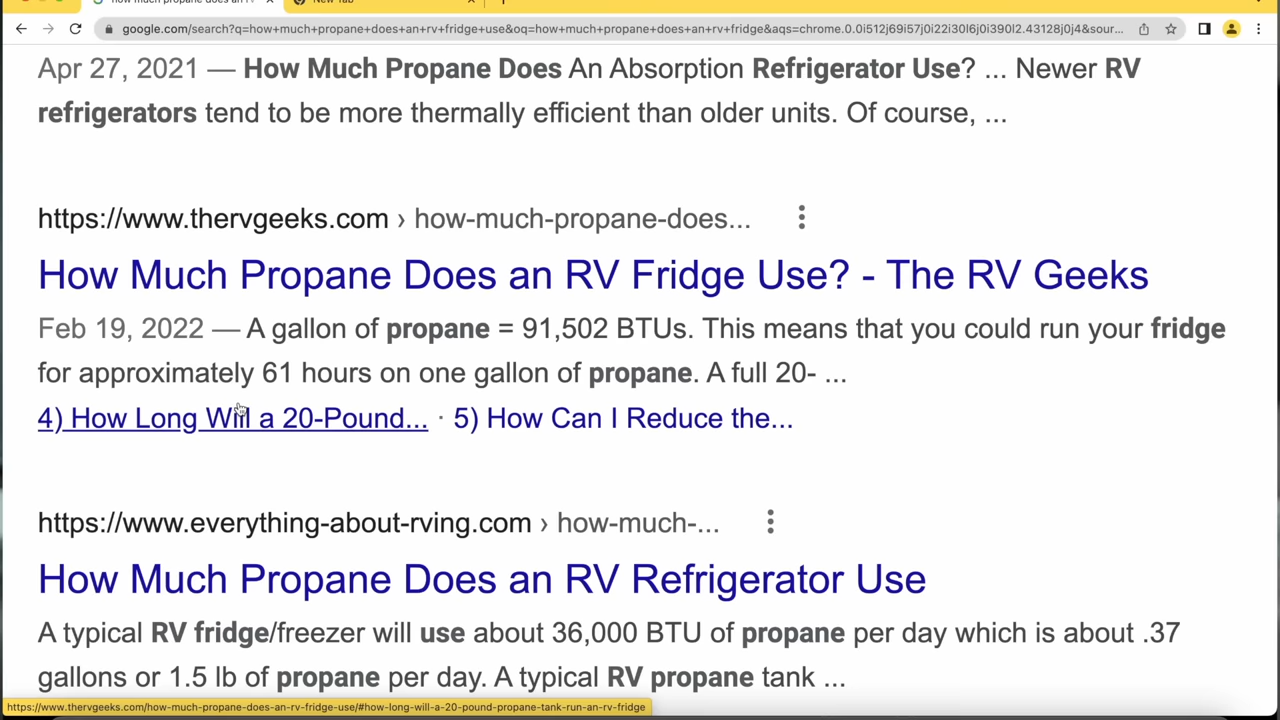 how much propane does an r
New Tab
google.com/search?q=how+much+propane+does+an+rv+fridge+use&oq=how+much+propane+does+an+rv+fridge&aqs=chrome.0.0i512j69i57j0i22i30l6j0i390l2.43128j0j4&sour...
Apr 27, 2021 — How Much Propane Does An Absorption Refrigerator Use? ... Newer RV
refrigerators tend to be more thermally efficient than older units. Of course, ...
https://www.thervgeeks.com › how-much-propane-does...
How Much Propane Does an RV Fridge Use? - The RV Geeks
Feb 19, 2022 — A gallon of propane = 91,502 BTUs. This means that you could run your fridge
for approximately 61 hours on one gallon of propane. A full 20- ...
4) How Long Will a 20-Pound... · 5) How Can I Reduce the...
https://www.everything-about-rving.com › how-much-...
How Much Propane Does an RV Refrigerator Use
A typical RV fridge/freezer will use about 36,000 BTU of propane per day which is about .37
gallons or 1.5 lb of propane per day. A typical RV propane tank ...
https://www.thervgeeks.com/how-much-propane-does-an-rv-fridge-use/#how-long-will-a-20-pound-propane-tank-run-an-rv-fridge